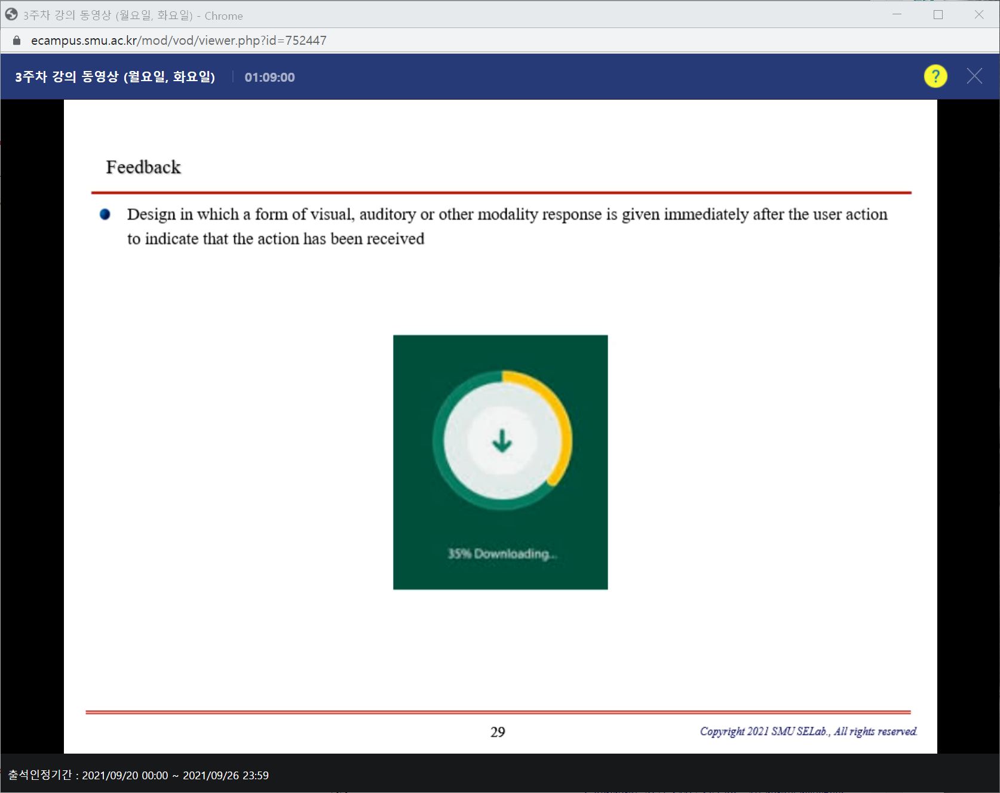 3주차 강의 동영상 (월요일, 화요일) - Chrome
ecampus.smu.ac.kr/mod/vod/viewer.php?id=752447
3주차 강의 동영상 (월요일, 화요일) | 01:09:00 ?
Feedback
Design in which a form of visual, auditory or other modality response is given immediately after the user action
to indicate that the action has been received
35% Downloading...
29
Copyright 2021 SMU SELab., All rights reserved.
출석인정기간 : 2021/09/20 00:00 ~ 2021/09/26 23:59